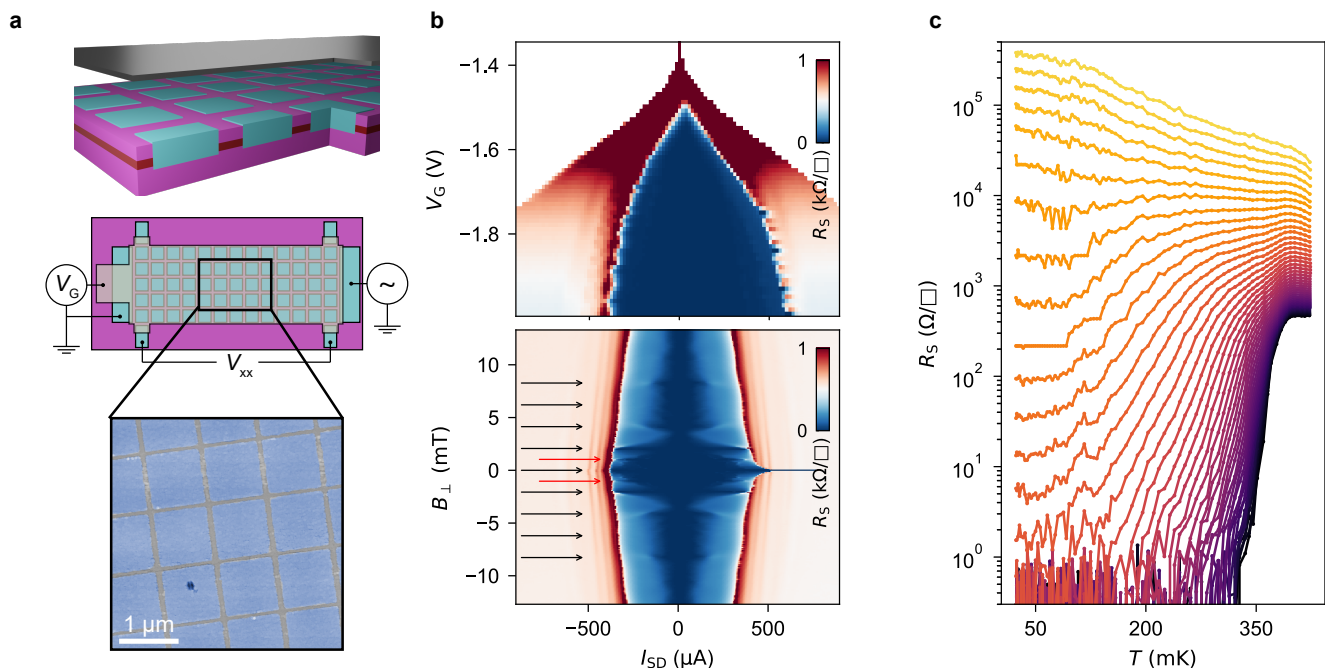 a
V_G
~
V_xx
1 μm
b
−1.4
−1.6
−1.8
V_G (V)
1
0
R_S (kΩ/□)
10
5
0
−5
−10
B_⊥ (mT)
1
0
R_S (kΩ/□)
−500
0
500
I_SD (μA)
c
10^5
10^4
10^3
10^2
10^1
10^0
R_S (Ω/□)
50
200
350
T (mK)